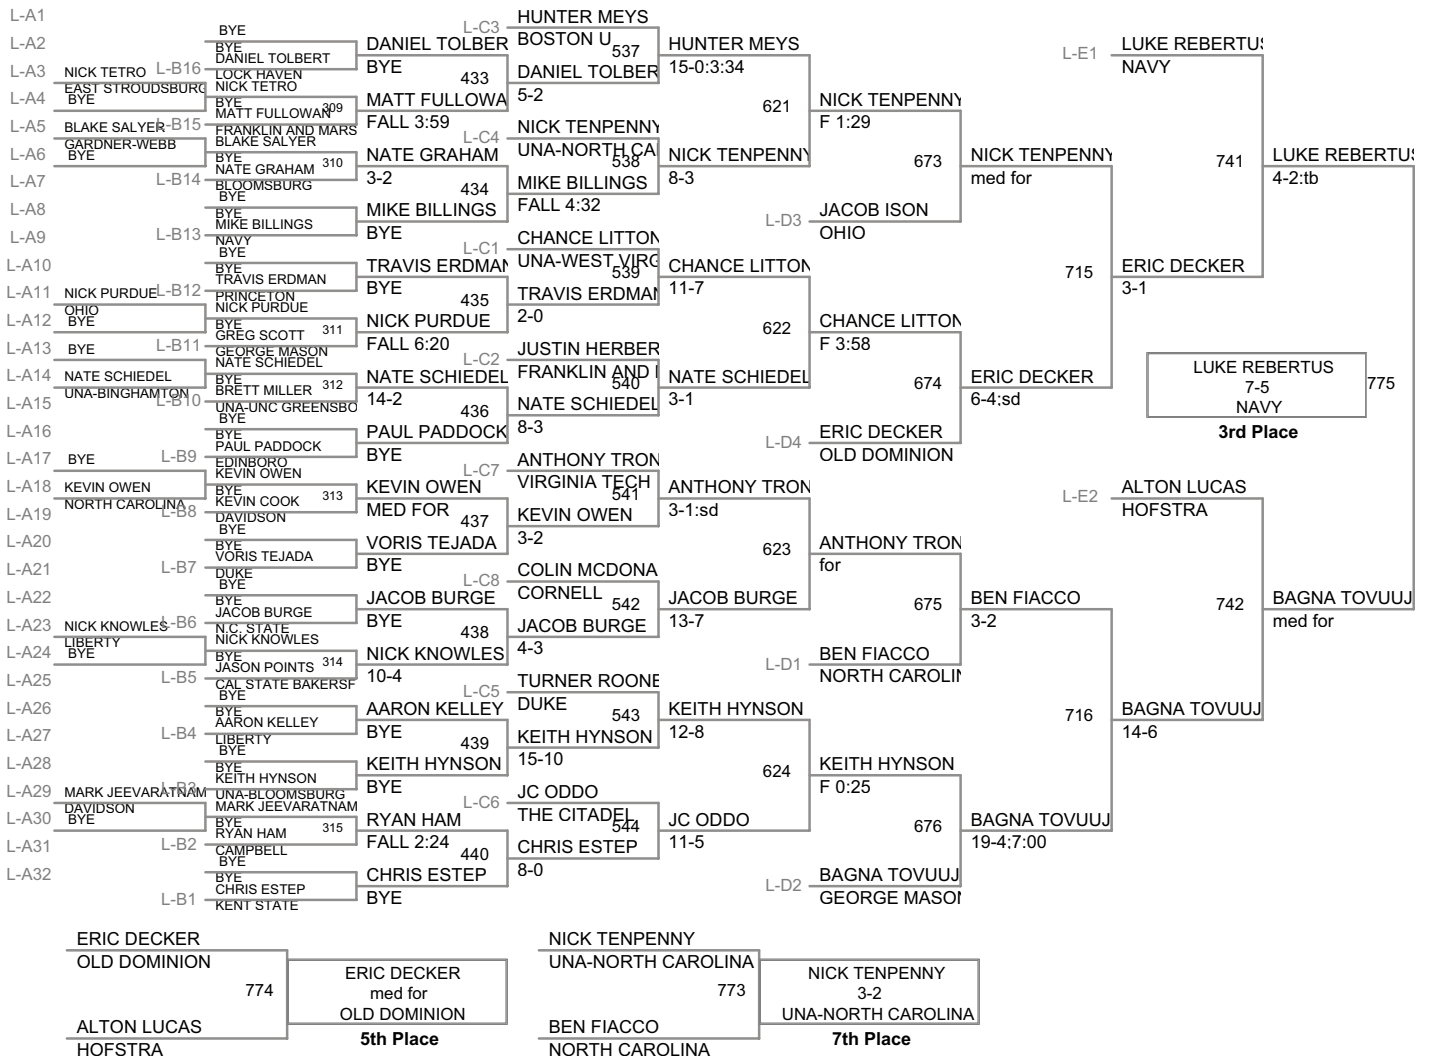 L-A1
L-A2
L-A3
L-A4
L-A5
L-A6
L-A7
L-A8
L-A9
L-A10
L-A11
L-A12
L-A13
L-A14
L-A15
L-A16
L-A17
L-A18
L-A19
L-A20
L-A21
L-A22
L-A23
L-A24
L-A25
L-A26
L-A27
L-A28
L-A29
L-A30
L-A31
L-A32
NICK TETRO
EAST STROUDSBURG
BYE
BLAKE SALYER
GARDNER-WEBB
BYE
NICK PURDUE
OHIO
BYE
BYE
NATE SCHIEDEL
UNA-BINGHAMTON
BYE
KEVIN OWEN
NORTH CAROLINA
NICK KNOWLES
LIBERTY
BYE
MARK JEEVARATNAM
DAVIDSON
BYE
L-B16
L-B15
L-B14
L-B13
L-B12
L-B11
L-B10
L-B9
L-B8
L-B7
L-B6
L-B5
L-B4
L-B3
L-B2
L-B1
BYE
BYE
DANIEL TOLBERT
LOCK HAVEN
NICK TETRO
BYE
309
MATT FULLOWAN
FRANKLIN AND MARS
BLAKE SALYER
BYE
310
NATE GRAHAM
BLOOMSBURG
BYE
BYE
MIKE BILLINGS
NAVY
BYE
BYE
TRAVIS ERDMAN
PRINCETON
NICK PURDUE
BYE
311
GREG SCOTT
GEORGE MASON
NATE SCHIEDEL
BYE
312
BRETT MILLER
UNA-UNC GREENSBO
BYE
BYE
PAUL PADDOCK
EDINBORO
KEVIN OWEN
BYE
313
KEVIN COOK
DAVIDSON
BYE
BYE
VORIS TEJADA
DUKE
BYE
BYE
JACOB BURGE
N.C. STATE
NICK KNOWLES
BYE
314
JASON POINTS
CAL STATE BAKERSF
BYE
BYE
AARON KELLEY
LIBERTY
BYE
BYE
KEITH HYNSON
UNA-BLOOMSBURG
MARK JEEVARATNAM
BYE
315
RYAN HAM
CAMPBELL
BYE
BYE
CHRIS ESTEP
KENT STATE
DANIEL TOLBER
BYE
433
MATT FULLOWA
FALL 3:59
NATE GRAHAM
3-2
434
MIKE BILLINGS
BYE
TRAVIS ERDMAN
BYE
435
NICK PURDUE
FALL 6:20
NATE SCHIEDEL
14-2
436
PAUL PADDOCK
BYE
KEVIN OWEN
MED FOR
437
VORIS TEJADA
BYE
JACOB BURGE
BYE
438
NICK KNOWLES
10-4
AARON KELLEY
BYE
439
KEITH HYNSON
BYE
RYAN HAM
FALL 2:24
440
CHRIS ESTEP
BYE
L-C3
HUNTER MEYS
BOSTON U
537
DANIEL TOLBER
5-2
L-C4
NICK TENPENNY
UNA-NORTH CA
538
MIKE BILLINGS
FALL 4:32
L-C1
CHANCE LITTON
UNA-WEST VIRG
539
TRAVIS ERDMAN
2-0
L-C2
JUSTIN HERBER
FRANKLIN AND
540
NATE SCHIEDEL
8-3
L-C7
ANTHONY TRON
VIRGINIA TECH
541
KEVIN OWEN
3-2
L-C8
COLIN MCDONA
CORNELL
542
JACOB BURGE
4-3
L-C5
TURNER ROONE
DUKE
543
KEITH HYNSON
15-10
L-C6
JC ODDO
THE CITADEL
544
CHRIS ESTEP
8-0
HUNTER MEYS
15-0:3:34
621
NICK TENPENNY
8-3
CHANCE LITTON
11-7
622
NATE SCHIEDEL
3-1
ANTHONY TRON
3-1:sd
623
JACOB BURGE
13-7
KEITH HYNSON
12-8
624
JC ODDO
11-5
NICK TENPENNY
F 1:29
673
L-D3
JACOB ISON
OHIO
CHANCE LITTON
F 3:58
674
L-D4
ERIC DECKER
OLD DOMINION
ANTHONY TRON
for
675
L-D1
BEN FIACCO
NORTH CAROLIN
KEITH HYNSON
F 0:25
676
L-D2
BAGNA TOVUUJ
GEORGE MASON
NICK TENPENNY
med for
715
ERIC DECKER
6-4;sd
BEN FIACCO
3-2
716
BAGNA TOVUUJ
19-4;7:00
L-E1
LUKE REBERTUS
NAVY
741
ERIC DECKER
3-1
L-E2
ALTON LUCAS
HOFSTRA
742
BAGNA TOVUUJ
14-6
LUKE REBERTUS
4-2:tb
775
BAGNA TOVUUJ
med for
LUKE REBERTUS
7-5
NAVY
3rd Place
ERIC DECKER
OLD DOMINION
774
ALTON LUCAS
HOFSTRA
ERIC DECKER
med for
OLD DOMINION
5th Place
NICK TENPENNY
UNA-NORTH CAROLINA
773
BEN FIACCO
NORTH CAROLINA
NICK TENPENNY
3-2
UNA-NORTH CAROLINA
7th Place